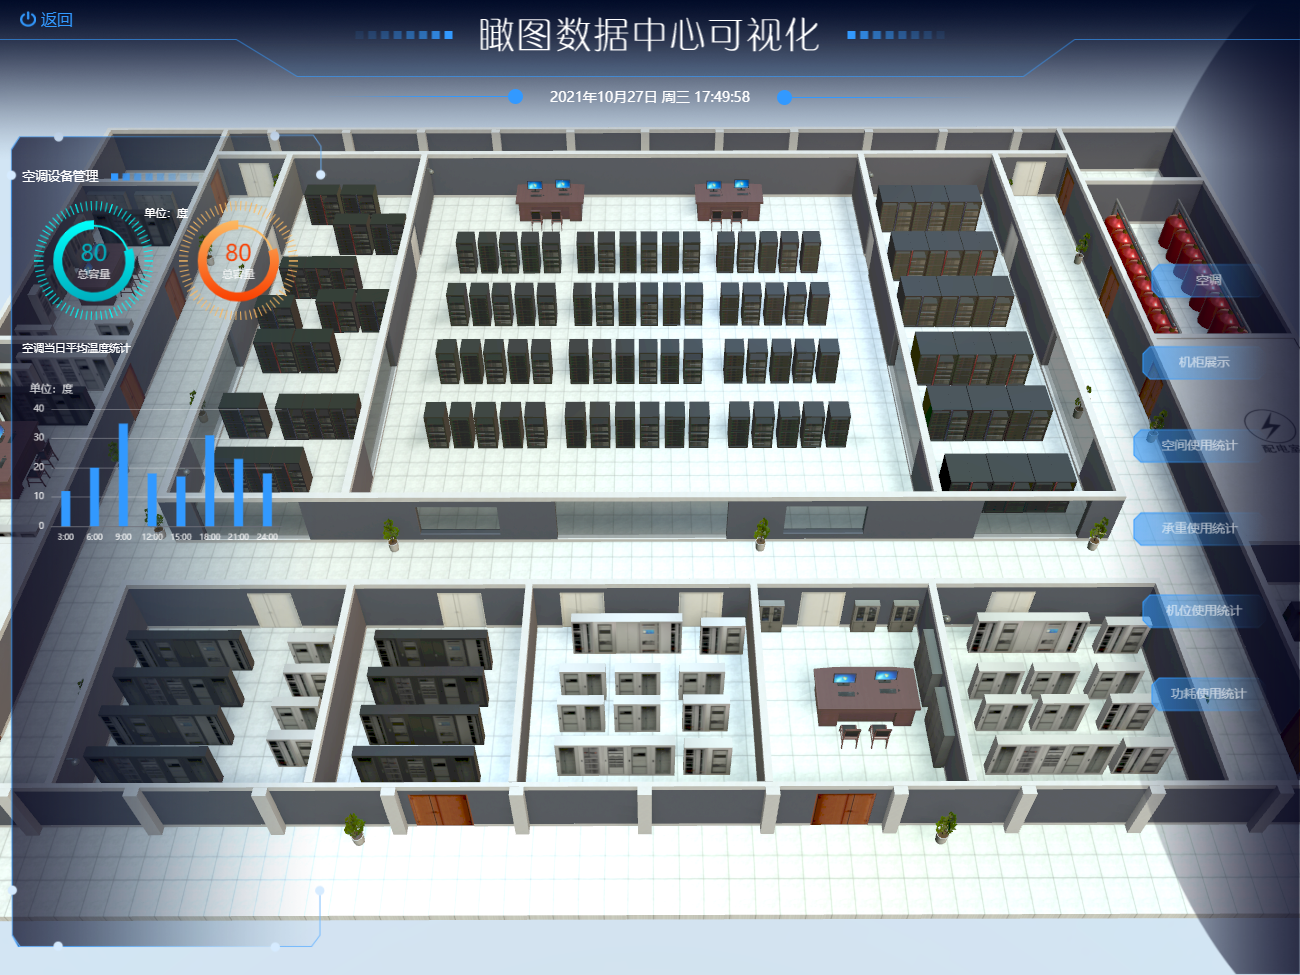 返回
瞰图数据中心可视化
2021年10月27日 周三 17:49:58
空调设备管理
单位：度
80
总容量
80
总容量
空调当日平均温度统计
单位：度
40
30
20
10
0
3:00 6:00 9:00 12:00 15:00 18:00 21:00 24:00
空调
机柜展示
空间使用统计
配电室
承重使用统计
机位使用统计
功耗使用统计